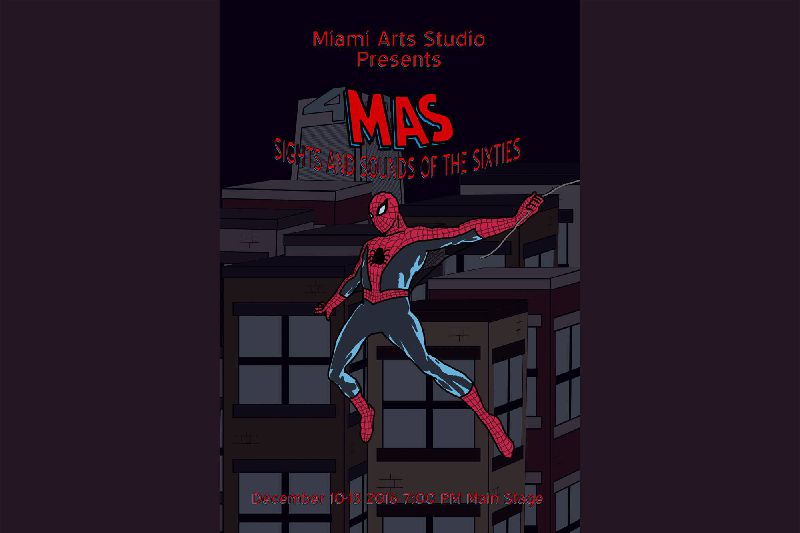 Miami Arts Studio
Presents
4
MAS
SIGHTS AND SOUNDS OF THE SIXTIES
December 10-13 2016 7:00 PM Main Stage